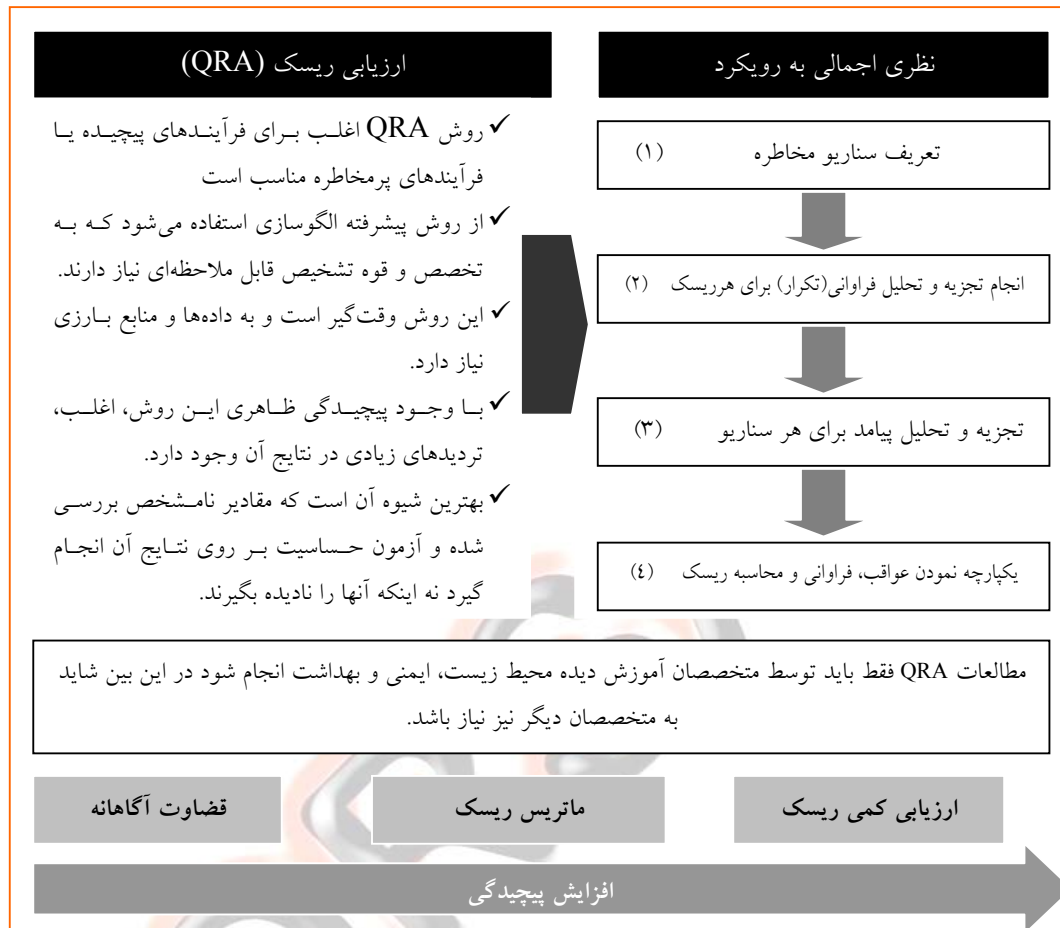 نظری اجمالی به رویکرد
تعریف سناریو مخاطره (۱)
انجام تجزیه و تحلیل فراوانی(تکرار) برای هرریسک (۲)
تجزیه و تحلیل پیامد برای هر سناریو (۳)
یکپارچه نمودن عواقب، فراوانی و محاسبه ریسک (٤)
ارزیابی ریسک (QRA)
✓ روش QRA اغلب برای فرآیندهای پیچیده یا
فرآیندهای پرمخاطره مناسب است
✓ از روش پیشرفته الگوسازی استفاده می‌شود که به
تخصص و قوه تشخیص قابل ملاحظه‌ای نیاز دارند.
✓ این روش وقت‌گیر است و به داده‌ها و منابع بارزی
نیاز دارد.
✓ با وجود پیچیدگی ظاهری این روش، اغلب،
تردیدهای زیادی در نتایج آن وجود دارد.
✓ بهترین شیوه آن است که مقادیر نامشخص بررسی
شده و آزمون حساسیت بر روی نتایج آن انجام
گیرد نه اینکه آنها را نادیده بگیرند.
مطالعات QRA فقط باید توسط متخصصان آموزش دیده محیط زیست، ایمنی و بهداشت انجام شود در این بین شاید
به متخصصان دیگر نیز نیاز باشد.
ارزیابی کمی ریسک
ماتریس ریسک
قضاوت آگاهانه
افزایش پیچیدگی